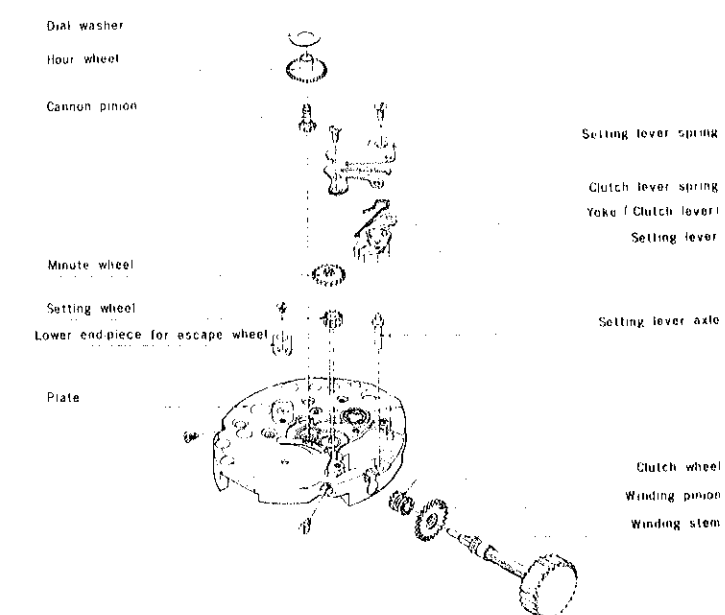 Dial washer
Hour wheel
Cannon pinion
Setting lever spring
Clutch lever spring
Yoke (Clutch lever)
Setting lever
Minute wheel
Setting wheel
Lower end-piece for escape wheel
Setting lever axle
Plate
Clutch wheel
Winding pinion
Winding stem